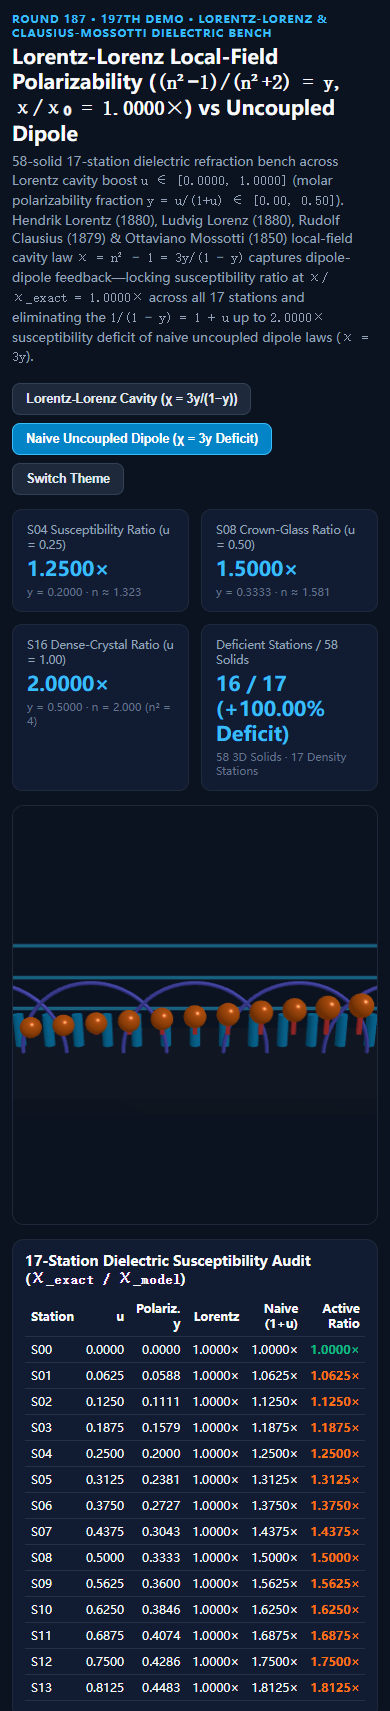 ROUND 187 • 197TH DEMO • LORENTZ-LORENZ &
CLAUSIUS-MOSSOTTI DIELECTRIC BENCH
Lorentz-Lorenz Local-Field
Polarizability ((n²−1)/(n²+2) = y,
χ/χ₀ = 1.0000×) vs Uncoupled
Dipole
58-solid 17-station dielectric refraction bench across
Lorentz cavity boost u ∈ [0.0000, 1.0000] (molar
polarizability fraction y = u/(1+u) ∈ [0.00, 0.50]).
Hendrik Lorentz (1880), Ludvig Lorenz (1880), Rudolf
Clausius (1879) & Ottaviano Mossotti (1850) local-field
cavity law χ = n² − 1 = 3y/(1 − y) captures dipole-
dipole feedback—locking susceptibility ratio at χ/
χ_exact = 1.0000× across all 17 stations and
eliminating the 1/(1 − y) = 1 + u up to 2.0000×
susceptibility deficit of naive uncoupled dipole laws (χ =
3y).
Lorentz-Lorenz Cavity (χ = 3y/(1−y))
Naive Uncoupled Dipole (χ = 3y Deficit)
Switch Theme
S04 Susceptibility Ratio (u
= 0.25)
1.2500×
y = 0.2000 · n ≈ 1.323
S08 Crown-Glass Ratio (u
= 0.50)
1.5000×
y = 0.3333 · n ≈ 1.581
S16 Dense-Crystal Ratio (u
= 1.00)
2.0000×
y = 0.5000 · n = 2.000 (n² =
4)
Deficient Stations / 58
Solids
16 / 17
(+100.00%
Deficit)
58 3D Solids · 17 Density
Stations
17-Station Dielectric Susceptibility Audit
(χ_exact / χ_model)
Station u Polariz. y Lorentz Naive (1+u) Active Ratio
S00 0.0000 0.0000 1.0000× 1.0000× 1.0000×
S01 0.0625 0.0588 1.0000× 1.0625× 1.0625×
S02 0.1250 0.1111 1.0000× 1.1250× 1.1250×
S03 0.1875 0.1579 1.0000× 1.1875× 1.1875×
S04 0.2500 0.2000 1.0000× 1.2500× 1.2500×
S05 0.3125 0.2381 1.0000× 1.3125× 1.3125×
S06 0.3750 0.2727 1.0000× 1.3750× 1.3750×
S07 0.4375 0.3043 1.0000× 1.4375× 1.4375×
S08 0.5000 0.3333 1.0000× 1.5000× 1.5000×
S09 0.5625 0.3600 1.0000× 1.5625× 1.5625×
S10 0.6250 0.3846 1.0000× 1.6250× 1.6250×
S11 0.6875 0.4074 1.0000× 1.6875× 1.6875×
S12 0.7500 0.4286 1.0000× 1.7500× 1.7500×
S13 0.8125 0.4483 1.0000× 1.8125× 1.8125×